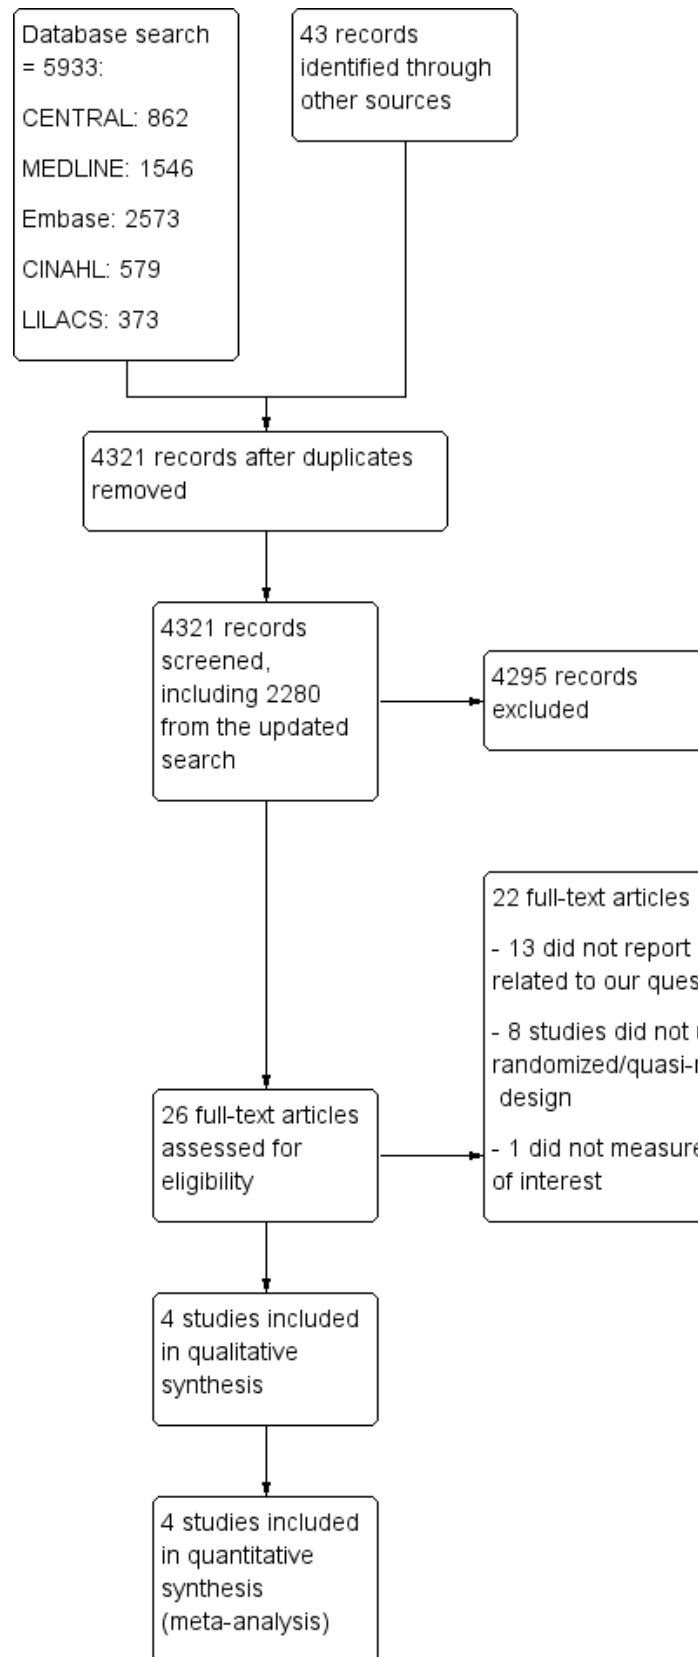 Database search
= 5933:
CENTRAL: 862
MEDLINE: 1546
Embase: 2573
CINAHL: 579
LILACS: 373
43 records
identified through
other sources
4321 records after duplicates
removed
4321 records
screened,
including 2280
from the updated
search
4295 records
excluded
22 full-text articles
- 13 did not report
related to our ques
- 8 studies did not
randomized/quasi-r
design
- 1 did not measure
of interest
26 full-text articles
assessed for
eligibility
4 studies included
in qualitative
synthesis
4 studies included
in quantitative
synthesis
(meta-analysis)